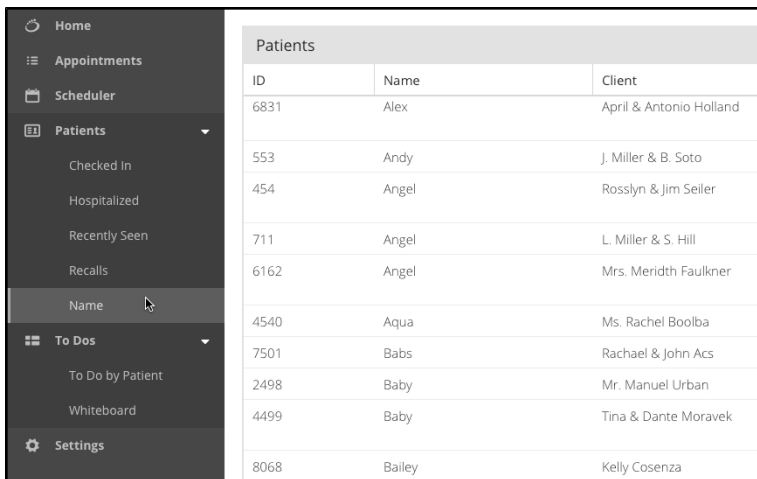 Home
Appointments
Scheduler
Patients
Checked In
Hospitalized
Recently Seen
Recalls
Name
To Dos
To Do by Patient
Whiteboard
Settings
Patients
ID Name Client
6831 Alex April & Antonio Holland
553 Andy J. Miller & B. Soto
454 Angel Rosslyn & Jim Seiler
711 Angel L. Miller & S. Hill
6162 Angel Mrs. Meridth Faulkner
4540 Aqua Ms. Rachel Boolba
7501 Babs Rachael & John Acs
2498 Baby Mr. Manuel Urban
4499 Baby Tina & Dante Moravek
8068 Bailey Kelly Cosenza